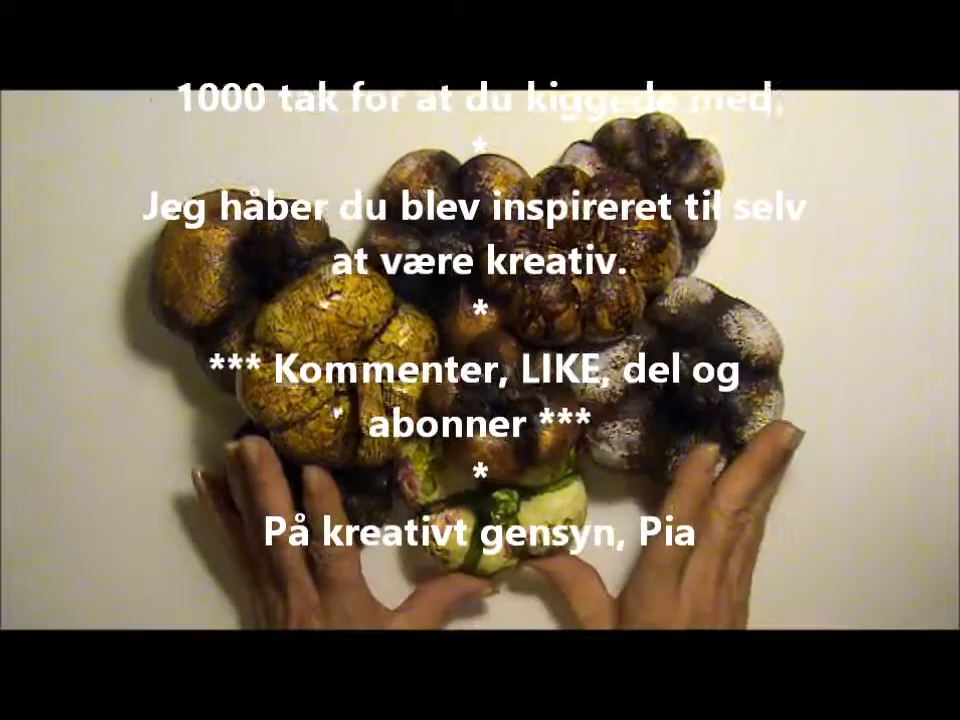 1000 tak for at du kiggede med,
*
Jeg håber du blev inspireret til selv
at være kreativ.
*
*** Kommenter, LIKE, del og
abonner ***
*
På kreativt gensyn, Pia